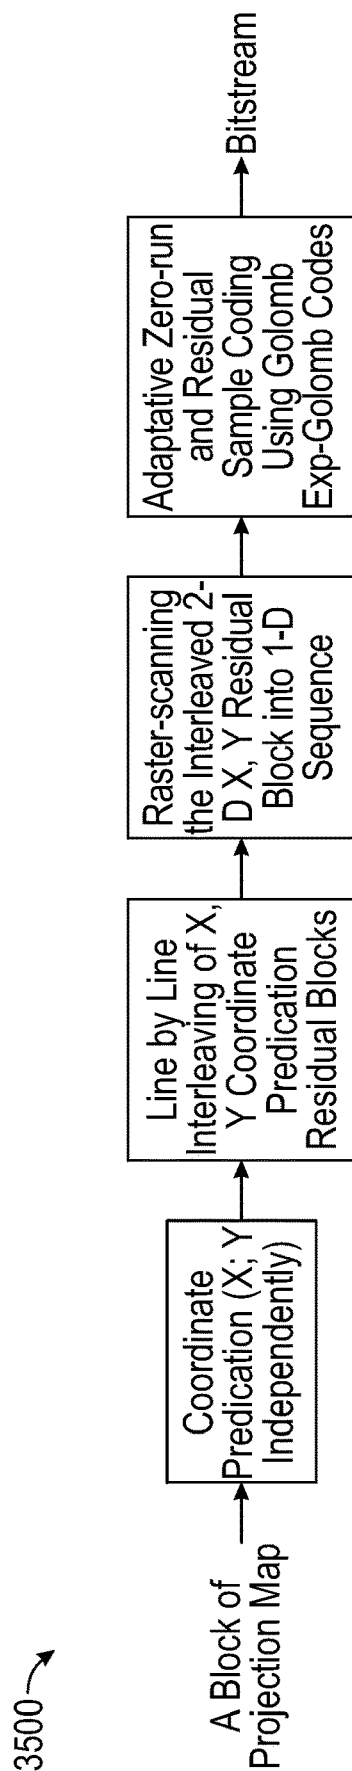 3500
A Block of
Projection Map
Coordinate
Predication (X; Y
Independently)
Line by Line
Interleaving of X,
Y Coordinate
Predication
Residual Blocks
Raster-scanning
the Interleaved 2-
D X, Y Residual
Block into 1-D
Sequence
Adaptative Zero-run
and Residual
Sample Coding
Using Golomb
Exp-Golomb Codes
Bitstream